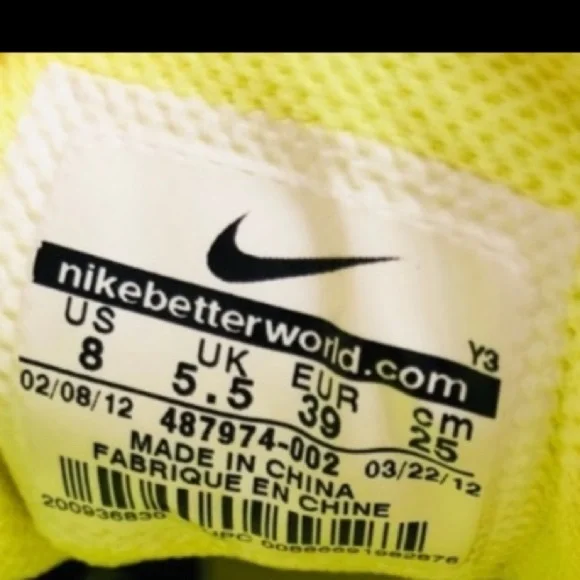 nikebetterworld.com
Y3
US UK EUR cm
8 5.5 39 25
02/08/12 487974-002 03/22/12
MADE IN CHINA
FABRIQUE EN CHINE
UPC